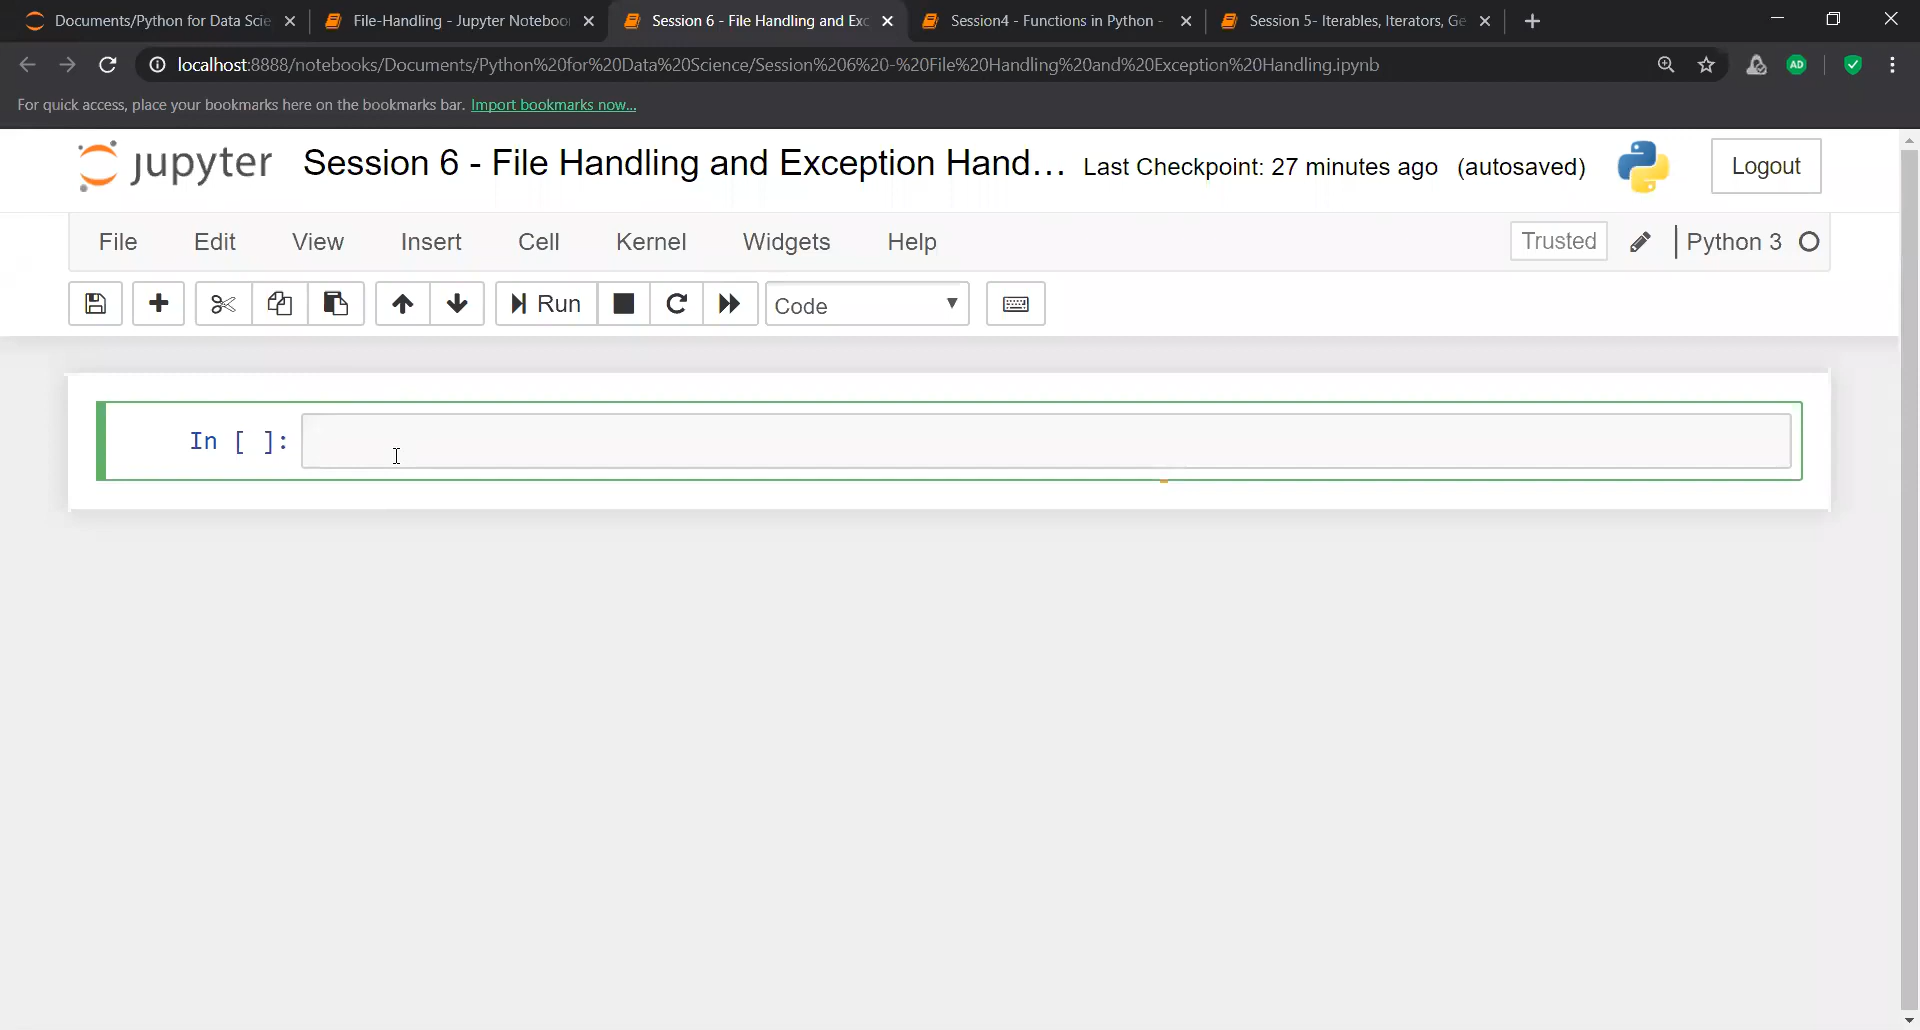 Documents/Python for Data Scie
File-Handling - Jupyter Noteboo
Session 6 - File Handling and Exc
Session4 - Functions in Python -
Session 5- Iterables, Iterators, Ge
localhost:8888/notebooks/Documents/Python%20for%20Data%20Science/Session%206%20-%20File%20Handling%20and%20Exception%20Handling.ipynb
AD
For quick access, place your bookmarks here on the bookmarks bar. Import bookmarks now...
jupyter Session 6 - File Handling and Exception Hand... Last Checkpoint: 27 minutes ago (autosaved) Logout
File Edit View Insert Cell Kernel Widgets Help Trusted Python 3
Run Code
In [ ]: